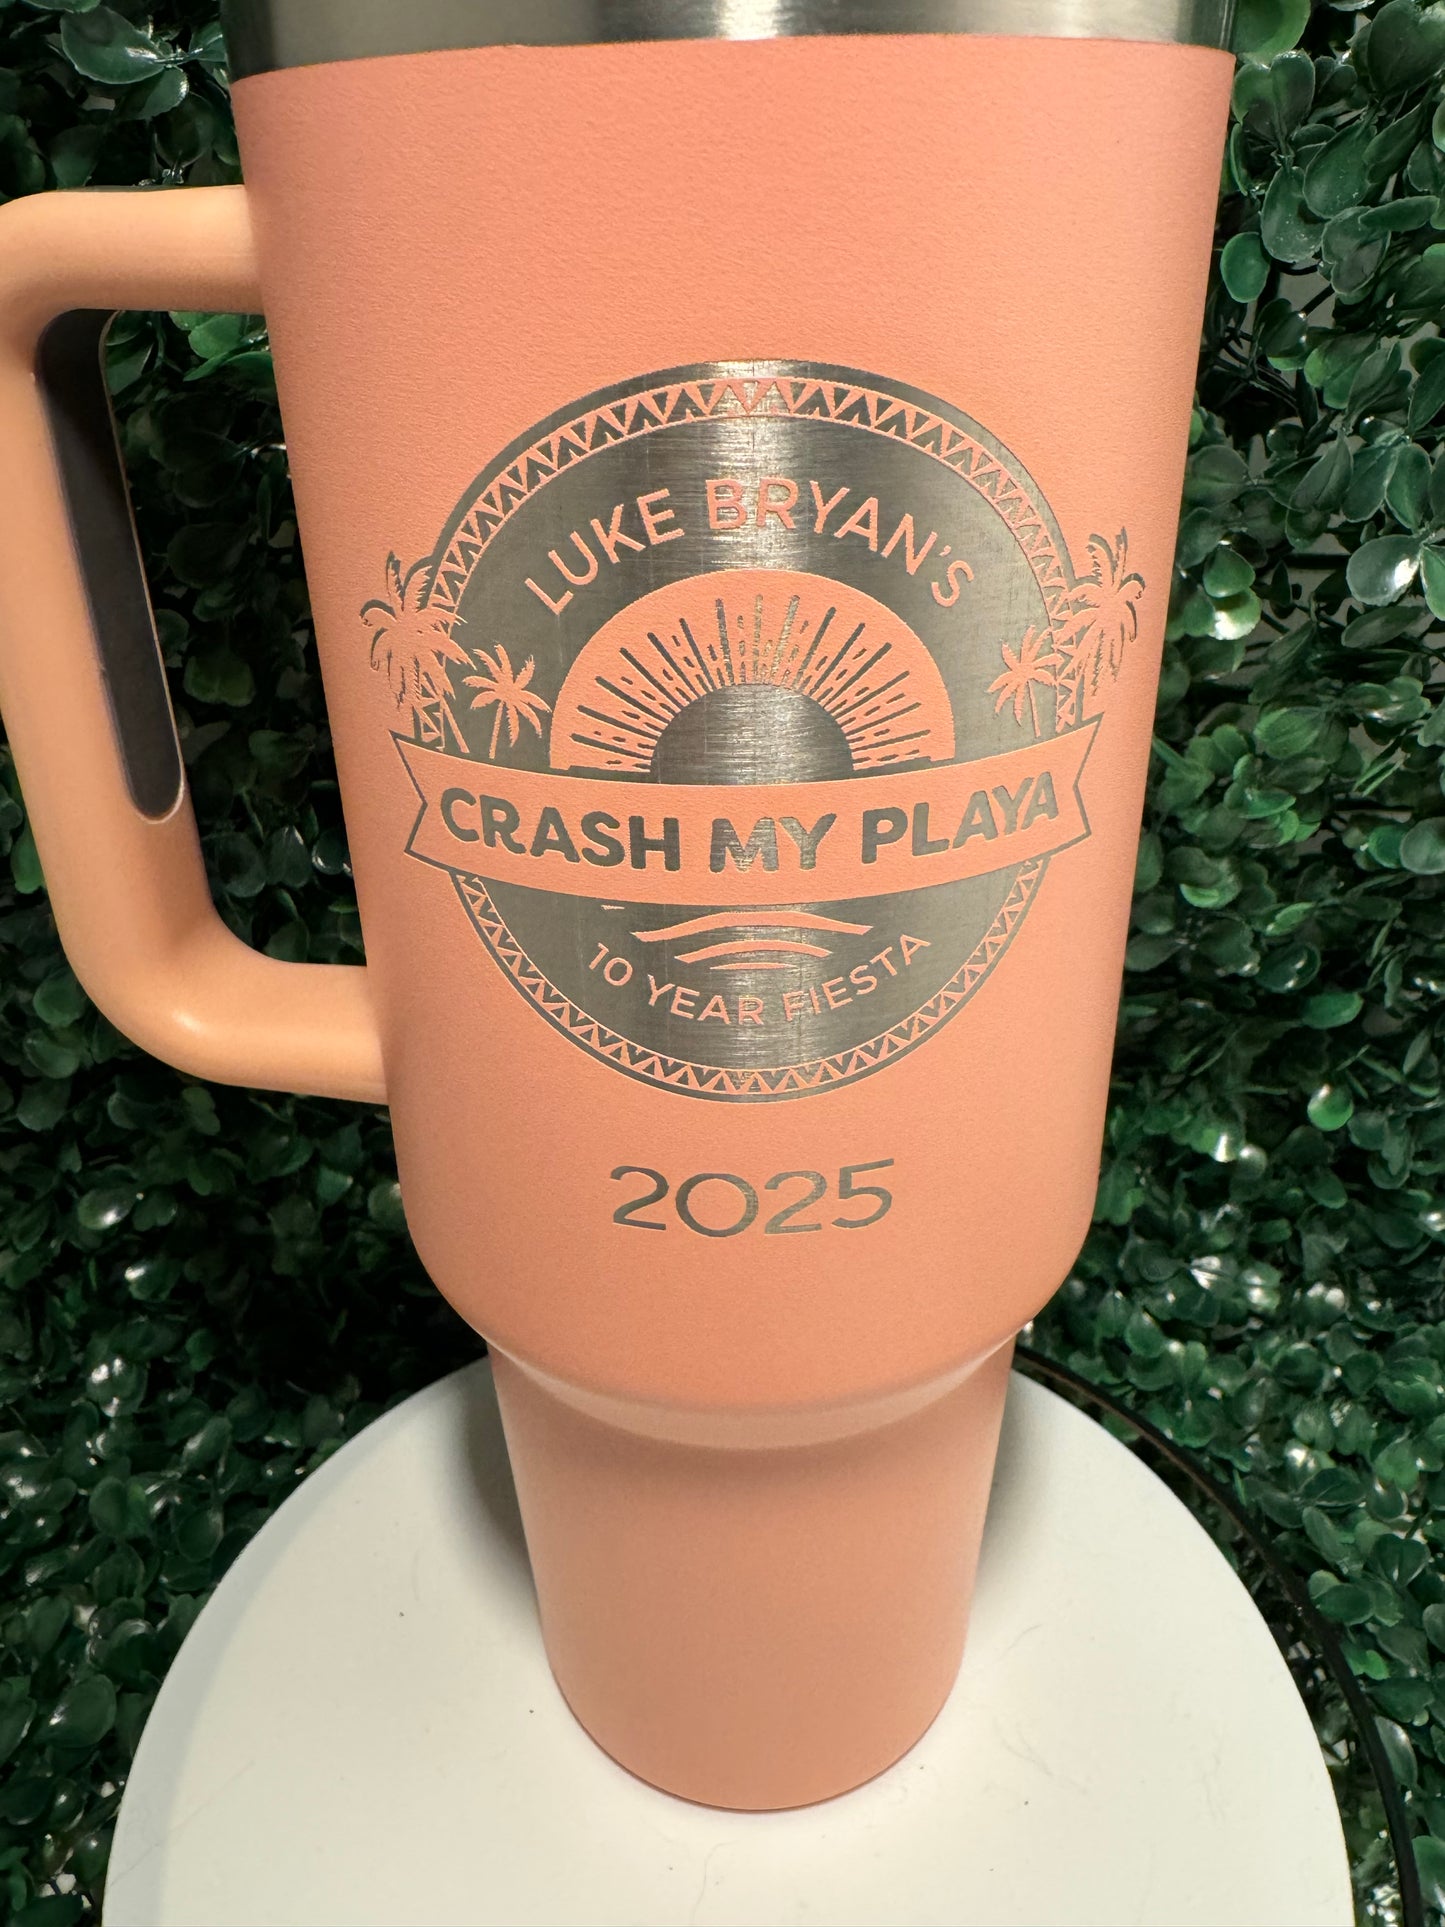 LUKE BRYAN'S
CRASH MY PLAYA
10 YEAR FIESTA
2025